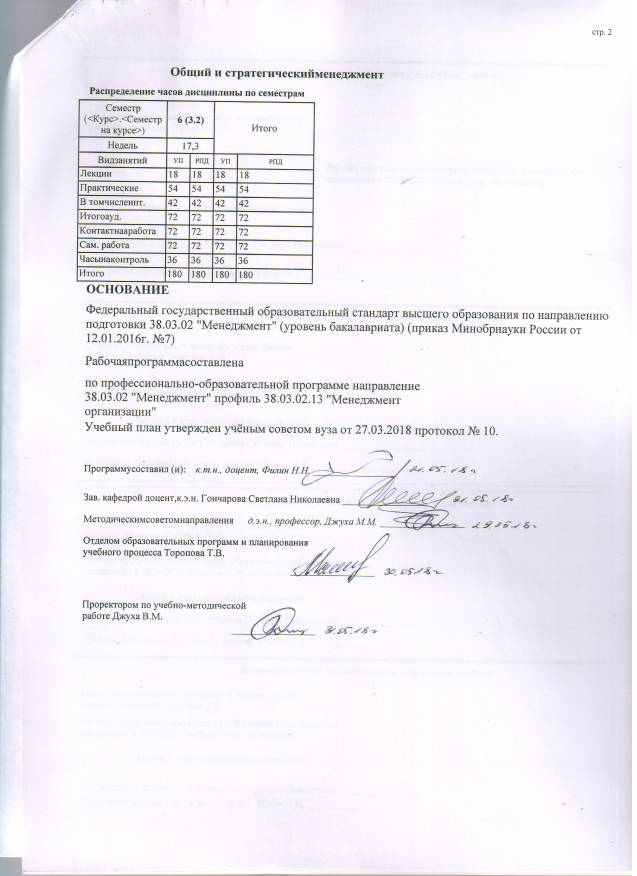 стр. 2
Общий и стратегическийменеджмент
Распределение часов дисциплины по семестрам
Семестр (<Курс>.<Семестр на курсе>) 6 (3.2) Итого
Недель 17,3
Видзанятий УП РПД УП РПД
Лекции 18 18 18 18
Практические 54 54 54 54
В томчислеинт. 42 42 42 42
Итогоауд. 72 72 72 72
Контактнаяработа 72 72 72 72
Сам. работа 72 72 72 72
Часынаконтроль 36 36 36 36
Итого 180 180 180 180
ОСНОВАНИЕ
Федеральный государственный образовательный стандарт высшего образования по направлению
подготовки 38.03.02 "Менеджмент" (уровень бакалавриата) (приказ Минобрнауки России от
12.01.2016г. №7)
Рабочаяпрограммасоставлена
по профессионально-образовательной программе направление
38.03.02 "Менеджмент" профиль 38.03.02.13 "Менеджмент
организации"
Учебный план утвержден учёным советом вуза от 27.03.2018 протокол № 10.
Программусоставил (и): к.т.н., доцент, Филин Н.Н. 21.05.18г
Зав. кафедрой доцент,к.э.н. Гончарова Светлана Николаевна 21.05.18г
Методическимсоветомнаправления д.э.н., профессор, Джуха М.М. 29.05.18г
Отделом образовательных программ и планирования
учебного процесса Торопова Т.В.
30.05.18г
Проректором по учебно-методической
работе Джуха В.М.
31.05.18г